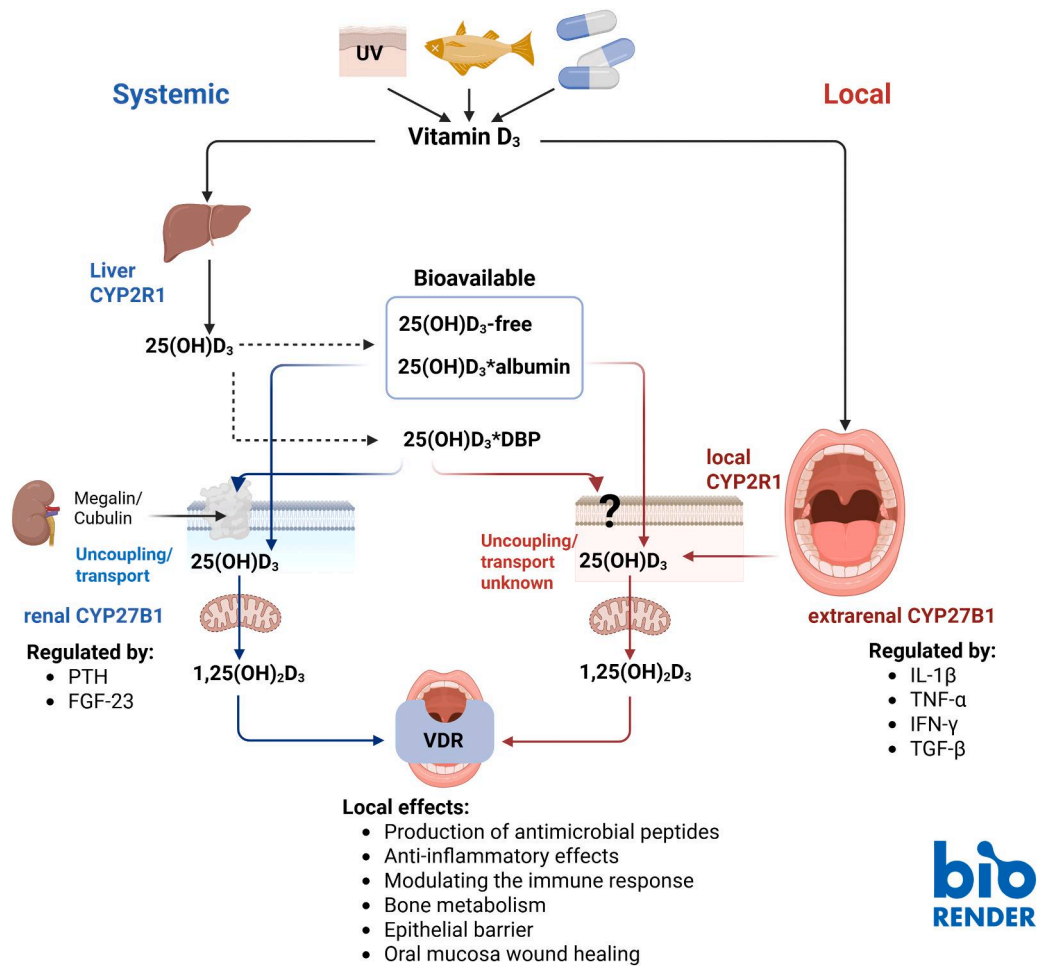 UV
Systemic
Local
Vitamin D₃
Liver
CYP2R1
Bioavailable
25(OH)D₃-free
25(OH)D₃
25(OH)D₃*albumin
25(OH)D₃*DBP
local
CYP2R1
Megalin/
Cubulin
?
Uncoupling/
transport
25(OH)D₃
Uncoupling/
transport
unknown
25(OH)D₃
renal CYP27B1
extrarenal CYP27B1
Regulated by:
• PTH
• FGF-23
1,25(OH)₂D₃
1,25(OH)₂D₃
Regulated by:
• IL-1β
• TNF-α
• IFN-γ
• TGF-β
VDR
Local effects:
• Production of antimicrobial peptides
• Anti-inflammatory effects
• Modulating the immune response
• Bone metabolism
• Epithelial barrier
• Oral mucosa wound healing
bio
RENDER